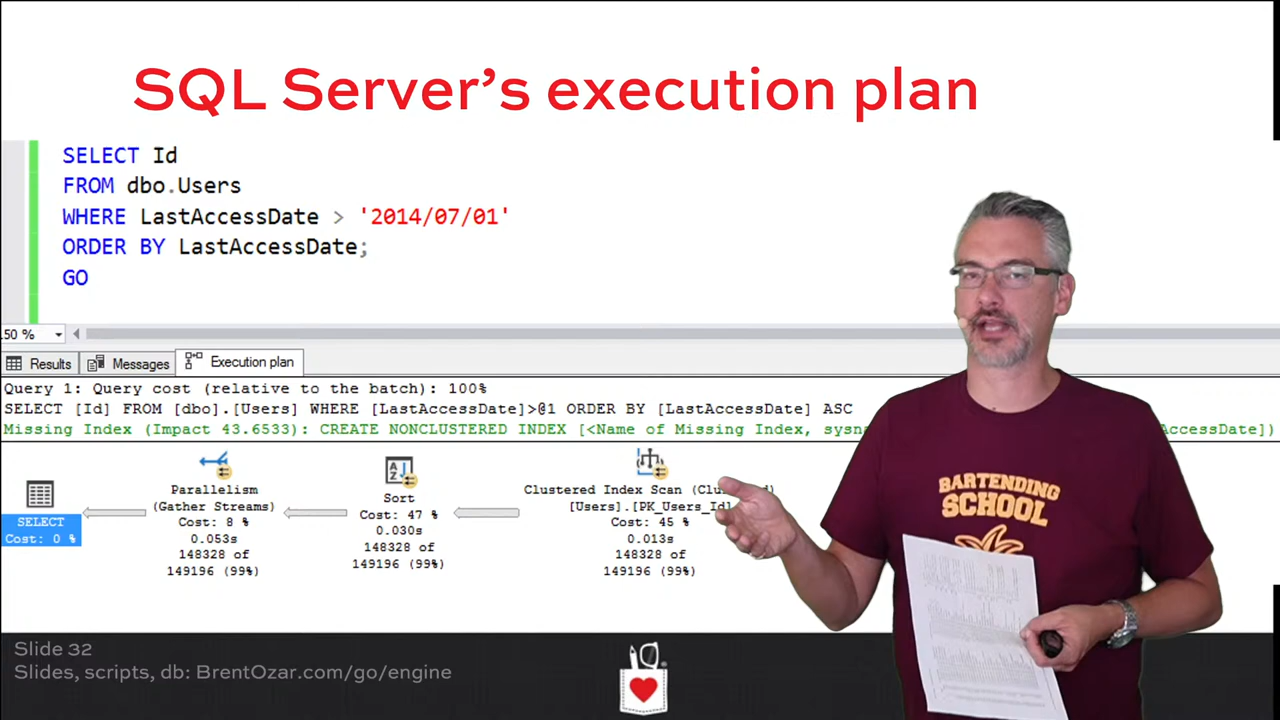 SQL Server’s execution plan
SELECT Id
FROM dbo.Users
WHERE LastAccessDate > '2014/07/01'
ORDER BY LastAccessDate;
GO
50 %
Results
Messages
Execution plan
Query 1: Query cost (relative to the batch): 100%
SELECT [Id] FROM [dbo].[Users] WHERE [LastAccessDate]>@1 ORDER BY [LastAccessDate] ASC
Missing Index (Impact 43.6533): CREATE NONCLUSTERED INDEX [<Name of Missing Index, sysna
AccessDate])
SELECT
Cost: 0 %
Parallelism
(Gather Streams)
Cost: 8 %
0.053s
148328 of
149196 (99%)
Sort
Cost: 47 %
0.030s
148328 of
149196 (99%)
Clustered Index Scan (Clu
[Users].[PK_Users_Id]
Cost: 45 %
0.013s
148328 of
149196 (99%)
BARTENDING
SCHOOL
Slide 32
Slides, scripts, db: BrentOzar.com/go/engine